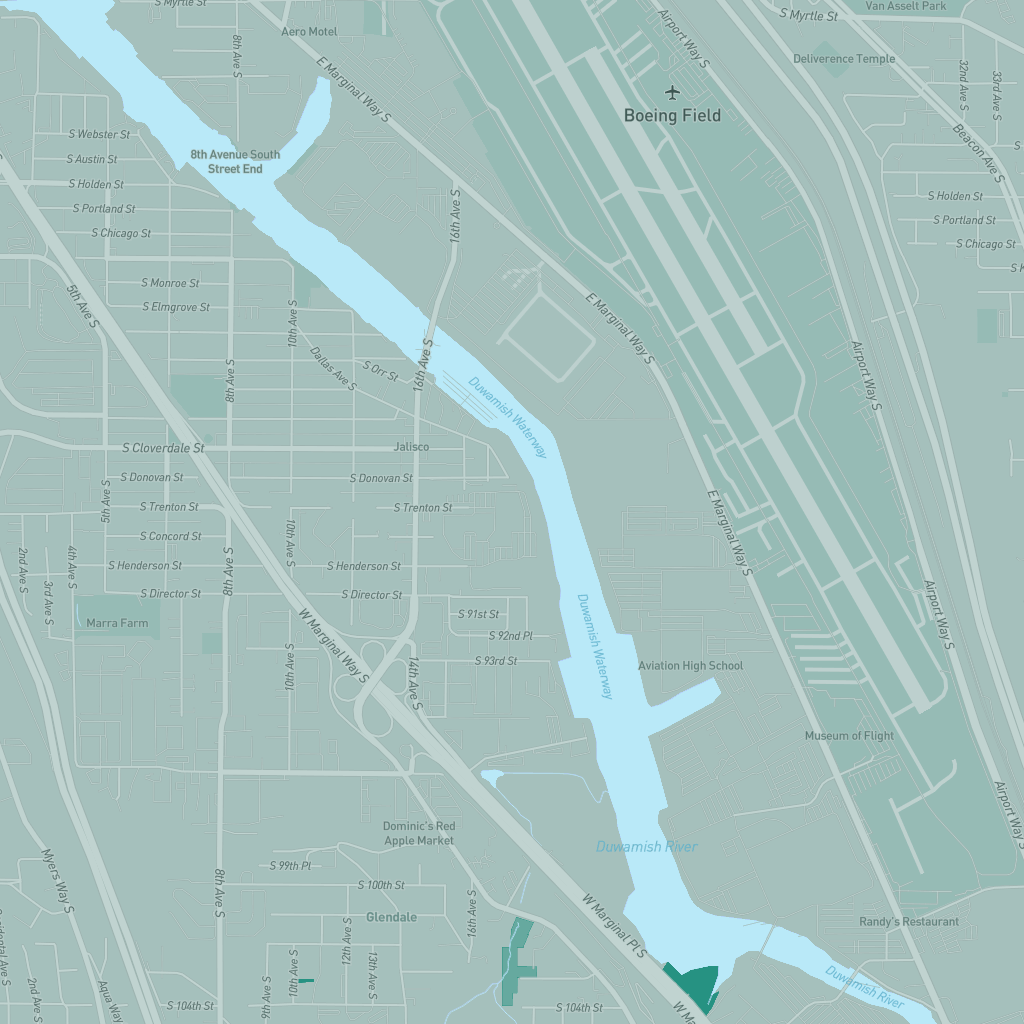 S Myrtle St
8th Ave S
Aero Motel
E Marginal Way S
Airport Way S
S Myrtle St
Van Asselt Park
Deliverence Temple
32nd Ave S
33rd Ave S
Boeing Field
Beacon Ave S
S Webster St
S Austin St
S Holden St
S Portland St
S Chicago St
8th Avenue South
Street End
16th Ave S
S Holden St
S Portland St
S Chicago St
S Monroe St
S Elmgrove St
5th Ave S
10th Ave S
E Marginal Way S
Dallas Ave S
S Orr St
16th Ave S
8th Ave S
Duwamish Waterway
Airport Way S
S Cloverdale St
Jalisco
S Donovan St
S Donovan St
5th Ave S
S Trenton St
S Trenton St
E Marginal Way S
S Concord St
10th Ave S
2nd Ave S
3rd Ave S
4th Ave S
S Henderson St
8th Ave S
S Henderson St
S Director St
S Director St
Marra Farm
W Marginal Way S
S 91st St
S 92nd Pl
S 93rd St
Duwamish Waterway
Airport Way S
10th Ave S
14th Ave S
Aviation High School
Museum of Flight
Airport Way S
Dominic's Red
Apple Market
Duwamish River
Myers Way S
8th Ave S
S 99th Pl
S 100th St
Glendale
16th Ave S
12th Ave S
13th Ave S
W Marginal Pl S
Randy's Restaurant
Duwamish River
2nd Ave S
Aqua Way
9th Ave S
10th Ave S
S 104th St
S 104th St